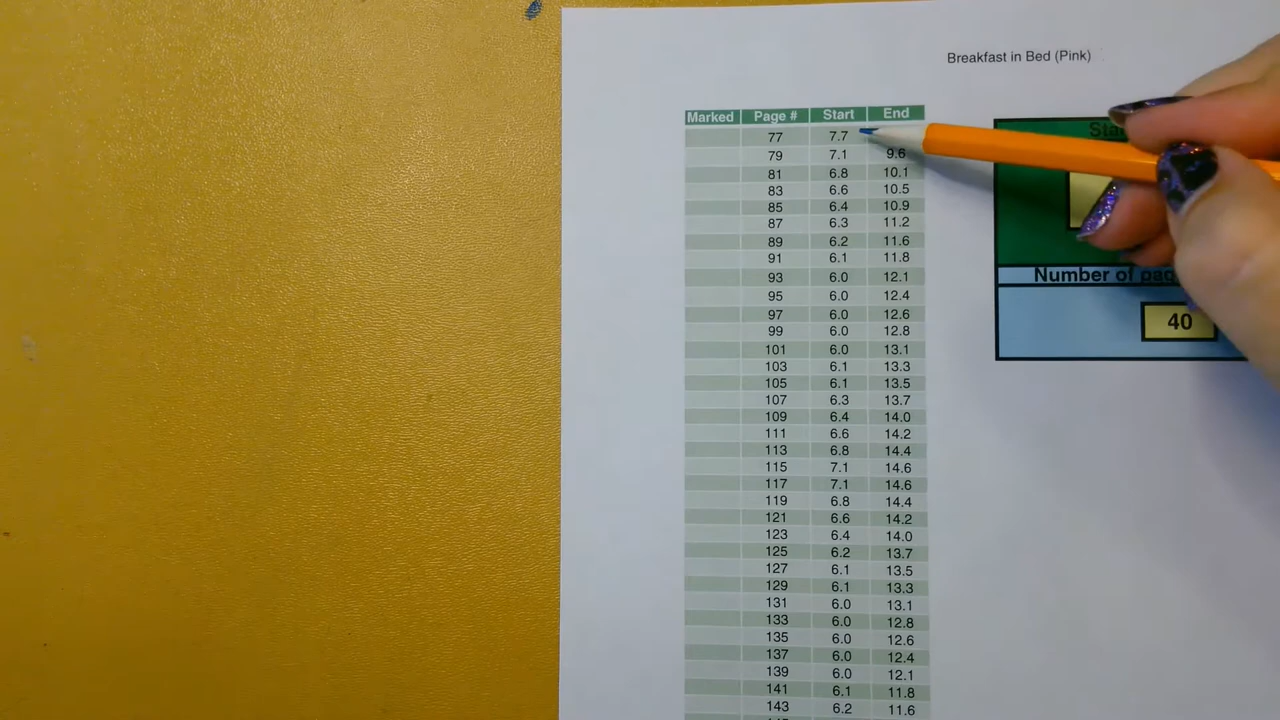 Breakfast in Bed (Pink)
Marked Page # Start End
77 7.7
79 7.1 9.6
81 6.8 10.1
83 6.6 10.5
85 6.4 10.9
87 6.3 11.2
89 6.2 11.6
91 6.1 11.8
93 6.0 12.1
95 6.0 12.4
97 6.0 12.6
99 6.0 12.8
101 6.0 13.1
103 6.1 13.3
105 6.1 13.5
107 6.3 13.7
109 6.4 14.0
111 6.6 14.2
113 6.8 14.4
115 7.1 14.6
117 7.1 14.6
119 6.8 14.4
121 6.6 14.2
123 6.4 14.0
125 6.2 13.7
127 6.1 13.5
129 6.1 13.3
131 6.0 13.1
133 6.0 12.8
135 6.0 12.6
137 6.0 12.4
139 6.0 12.1
141 6.1 11.8
143 6.2 11.6
Number of
40